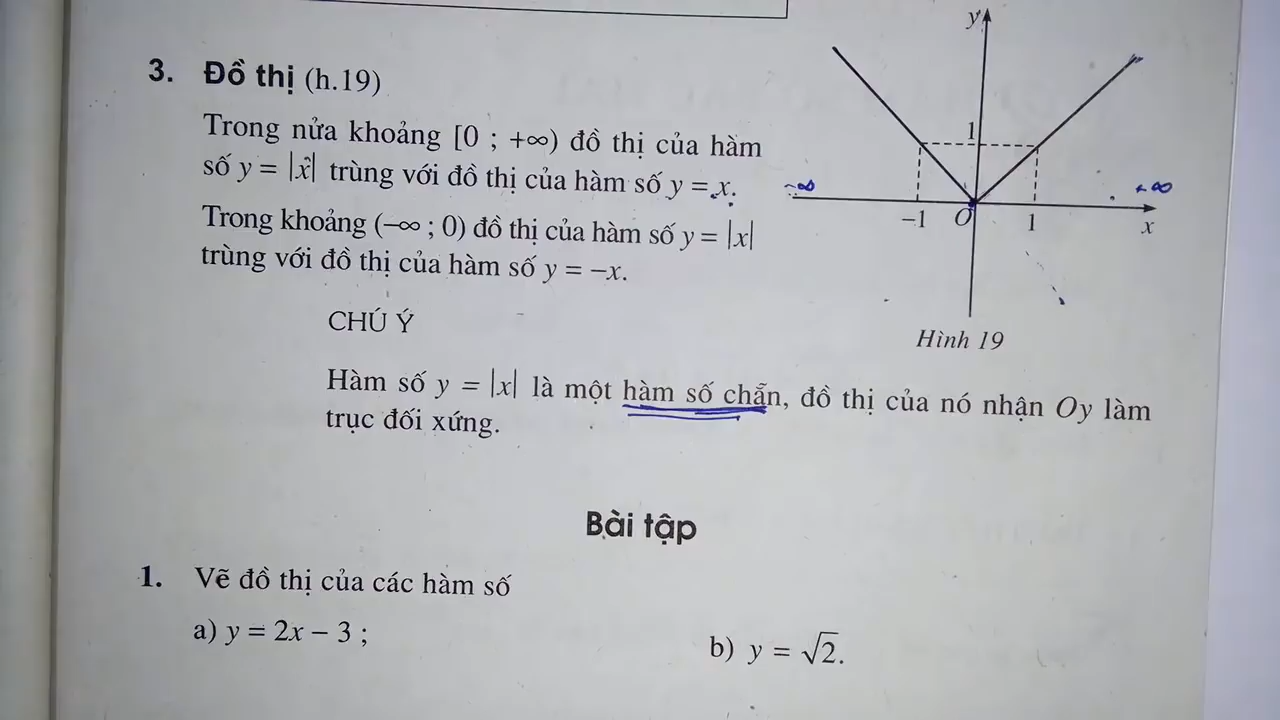 3. Đồ thị (h.19)
Trong nửa khoảng [0 ; +∞) đồ thị của hàm
số y = |x| trùng với đồ thị của hàm số y = x.
Trong khoảng (−∞ ; 0) đồ thị của hàm số y = |x|
trùng với đồ thị của hàm số y = −x.
y
1
−∞
+∞
−1
O
1
x
Hình 19
CHÚ Ý
Hàm số y = |x| là một hàm số chẵn, đồ thị của nó nhận Oy làm
trục đối xứng.
Bài tập
1. Vẽ đồ thị của các hàm số
a) y = 2x − 3 ;
b) y = √2.